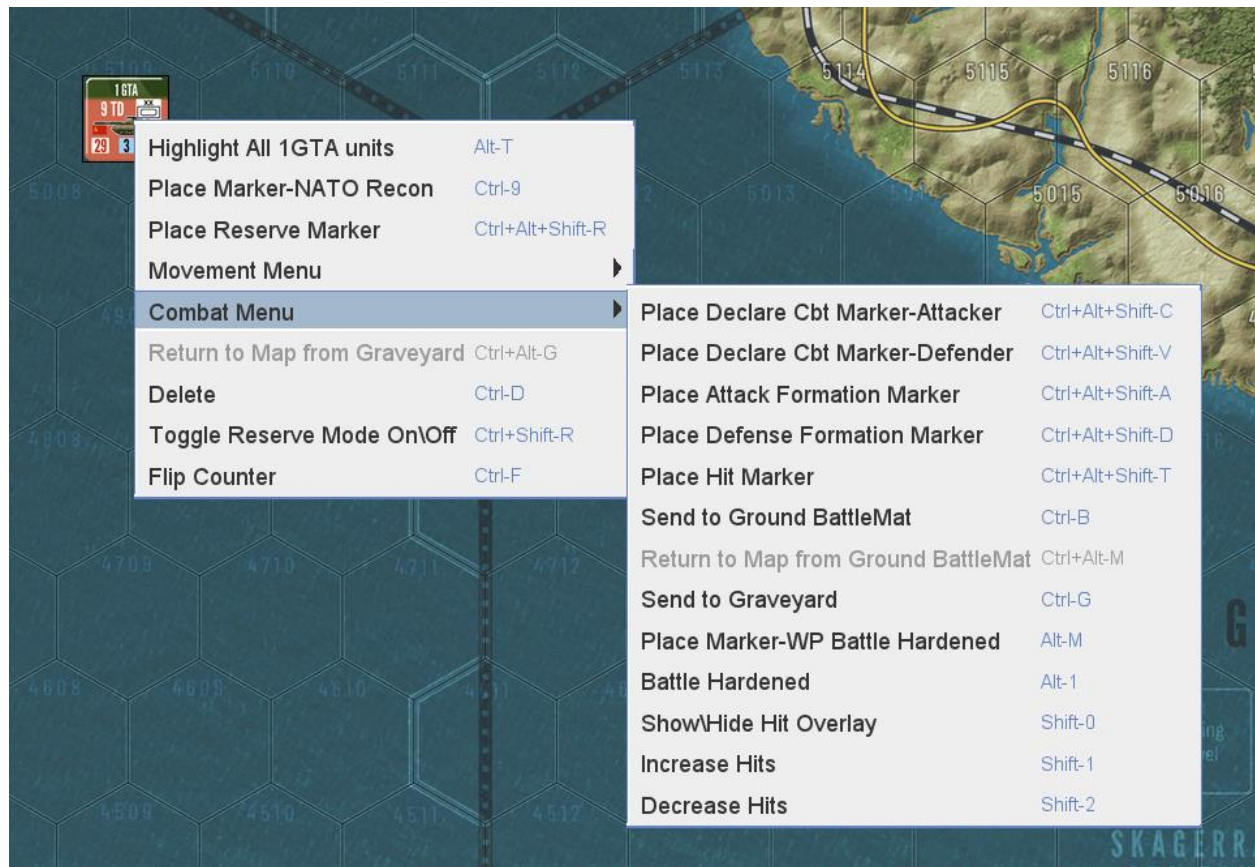 5109 5110 5111 5112 5113 5114 5115 5116
1GTA
9 TD
XX
29 3
5008 5013 5015 5016
Highlight All 1GTA units Alt-T
Place Marker-NATO Recon Ctrl-9
Place Reserve Marker Ctrl+Alt+Shift-R
Movement Menu
Combat Menu
Return to Map from Graveyard Ctrl+Alt-G
Delete Ctrl-D
Toggle Reserve Mode On\Off Ctrl+Shift-R
Flip Counter Ctrl-F
Place Declare Cbt Marker-Attacker Ctrl+Alt+Shift-C
Place Declare Cbt Marker-Defender Ctrl+Alt+Shift-V
Place Attack Formation Marker Ctrl+Alt+Shift-A
Place Defense Formation Marker Ctrl+Alt+Shift-D
Place Hit Marker Ctrl+Alt+Shift-T
Send to Ground BattleMat Ctrl-B
Return to Map from Ground BattleMat Ctrl+Alt-M
Send to Graveyard Ctrl-G
Place Marker-WP Battle Hardened Alt-M
Battle Hardened Alt-1
Show\Hide Hit Overlay Shift-0
Increase Hits Shift-1
Decrease Hits Shift-2
4808
4709 4710 4711 4712
G
4608 4609 4610
4509 4510 4511 4512
SKAGERR